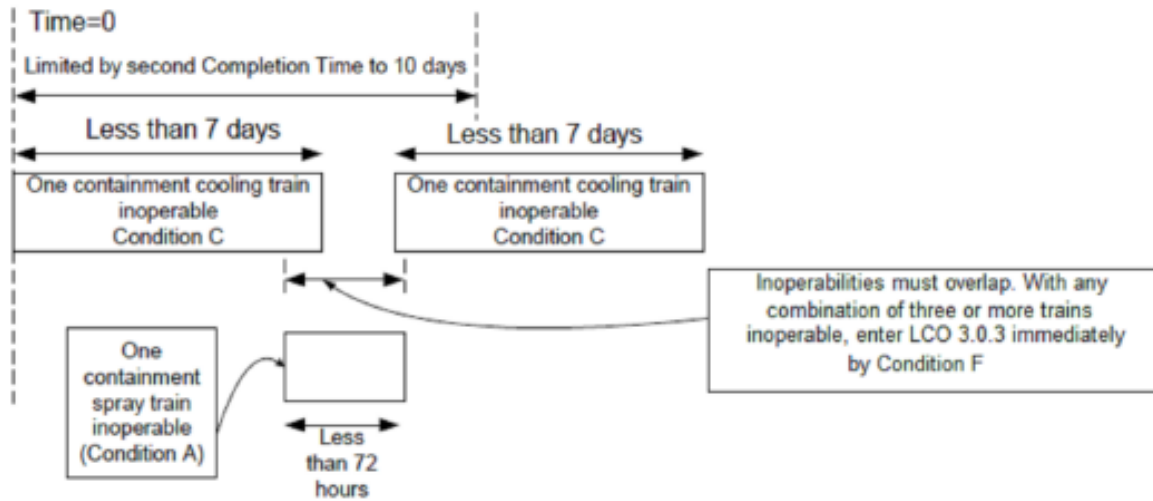 Time=0
Limited by second Completion Time to 10 days
Less than 7 days
Less than 7 days
One containment cooling train
inoperable
Condition C
One containment cooling train
inoperable
Condition C
Inoperabilities must overlap. With any
combination of three or more trains
inoperable, enter LCO 3.0.3 immediately
by Condition F
One
containment
spray train
inoperable
(Condition A)
Less
than 72
hours